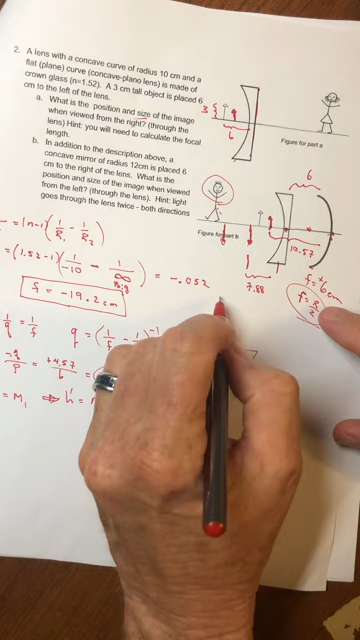 2. A lens with a concave curve of radius 10 cm and a
flat (plane) curve (concave-plano lens) is made of
crown glass (n=1.52). A 3 cm tall object is placed 6
cm to the left of the lens.
a. What is the position and size of the image
when viewed from the right? (through the
lens) Hint: you will need to calculate the focal
length.
b. In addition to the description above, a
concave mirror of radius 12cm is placed 6
cm to the right of the lens. What is the
position and size of the image when viewed
from the left? (through the lens). Hint: light
goes through the lens twice - both directions
3
6
Figure for part a
6
Figure for part b
10.57
7.88
f = +6cm
f = R/2
= (n-1)(1/R₁ - 1/R₂)
= (1.52-1)(1/-10 - 1/∞) = -.052
f = -19.2cm
1/q = 1/f
q = (1/f - 1/)⁻¹
-q/p = +4.57/6 =
= M₁ ⇒ h' =